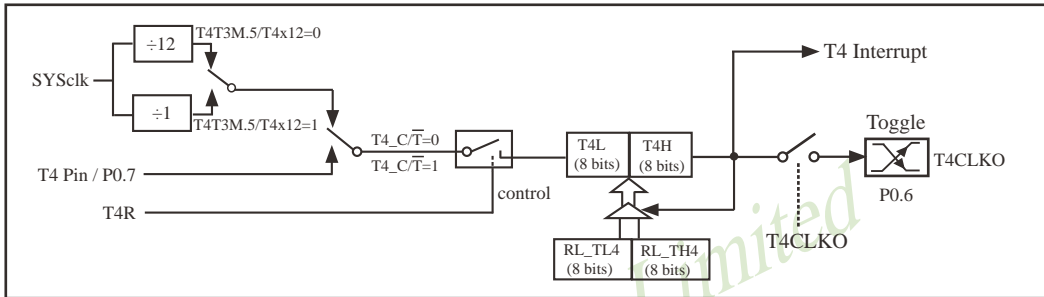 ÷12
T4T3M.5/T4x12=0
SYSclk
÷1
T4T3M.5/T4x12=1
T4 Pin / P0.7
T4R
T4_C/T̅=0
T4_C/T̅=1
control
T4L
(8 bits)
T4H
(8 bits)
RL_TL4
(8 bits)
RL_TH4
(8 bits)
T4 Interrupt
Toggle
T4CLKO
P0.6
T4CLKO
Limited